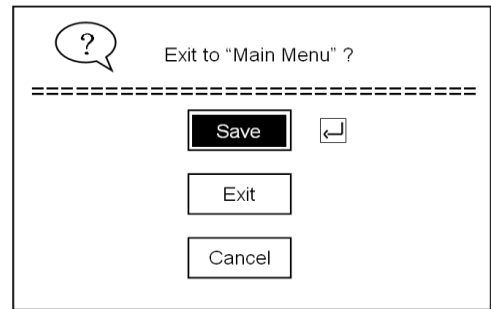 ?
Exit to “Main Menu” ?
Save
Exit
Cancel